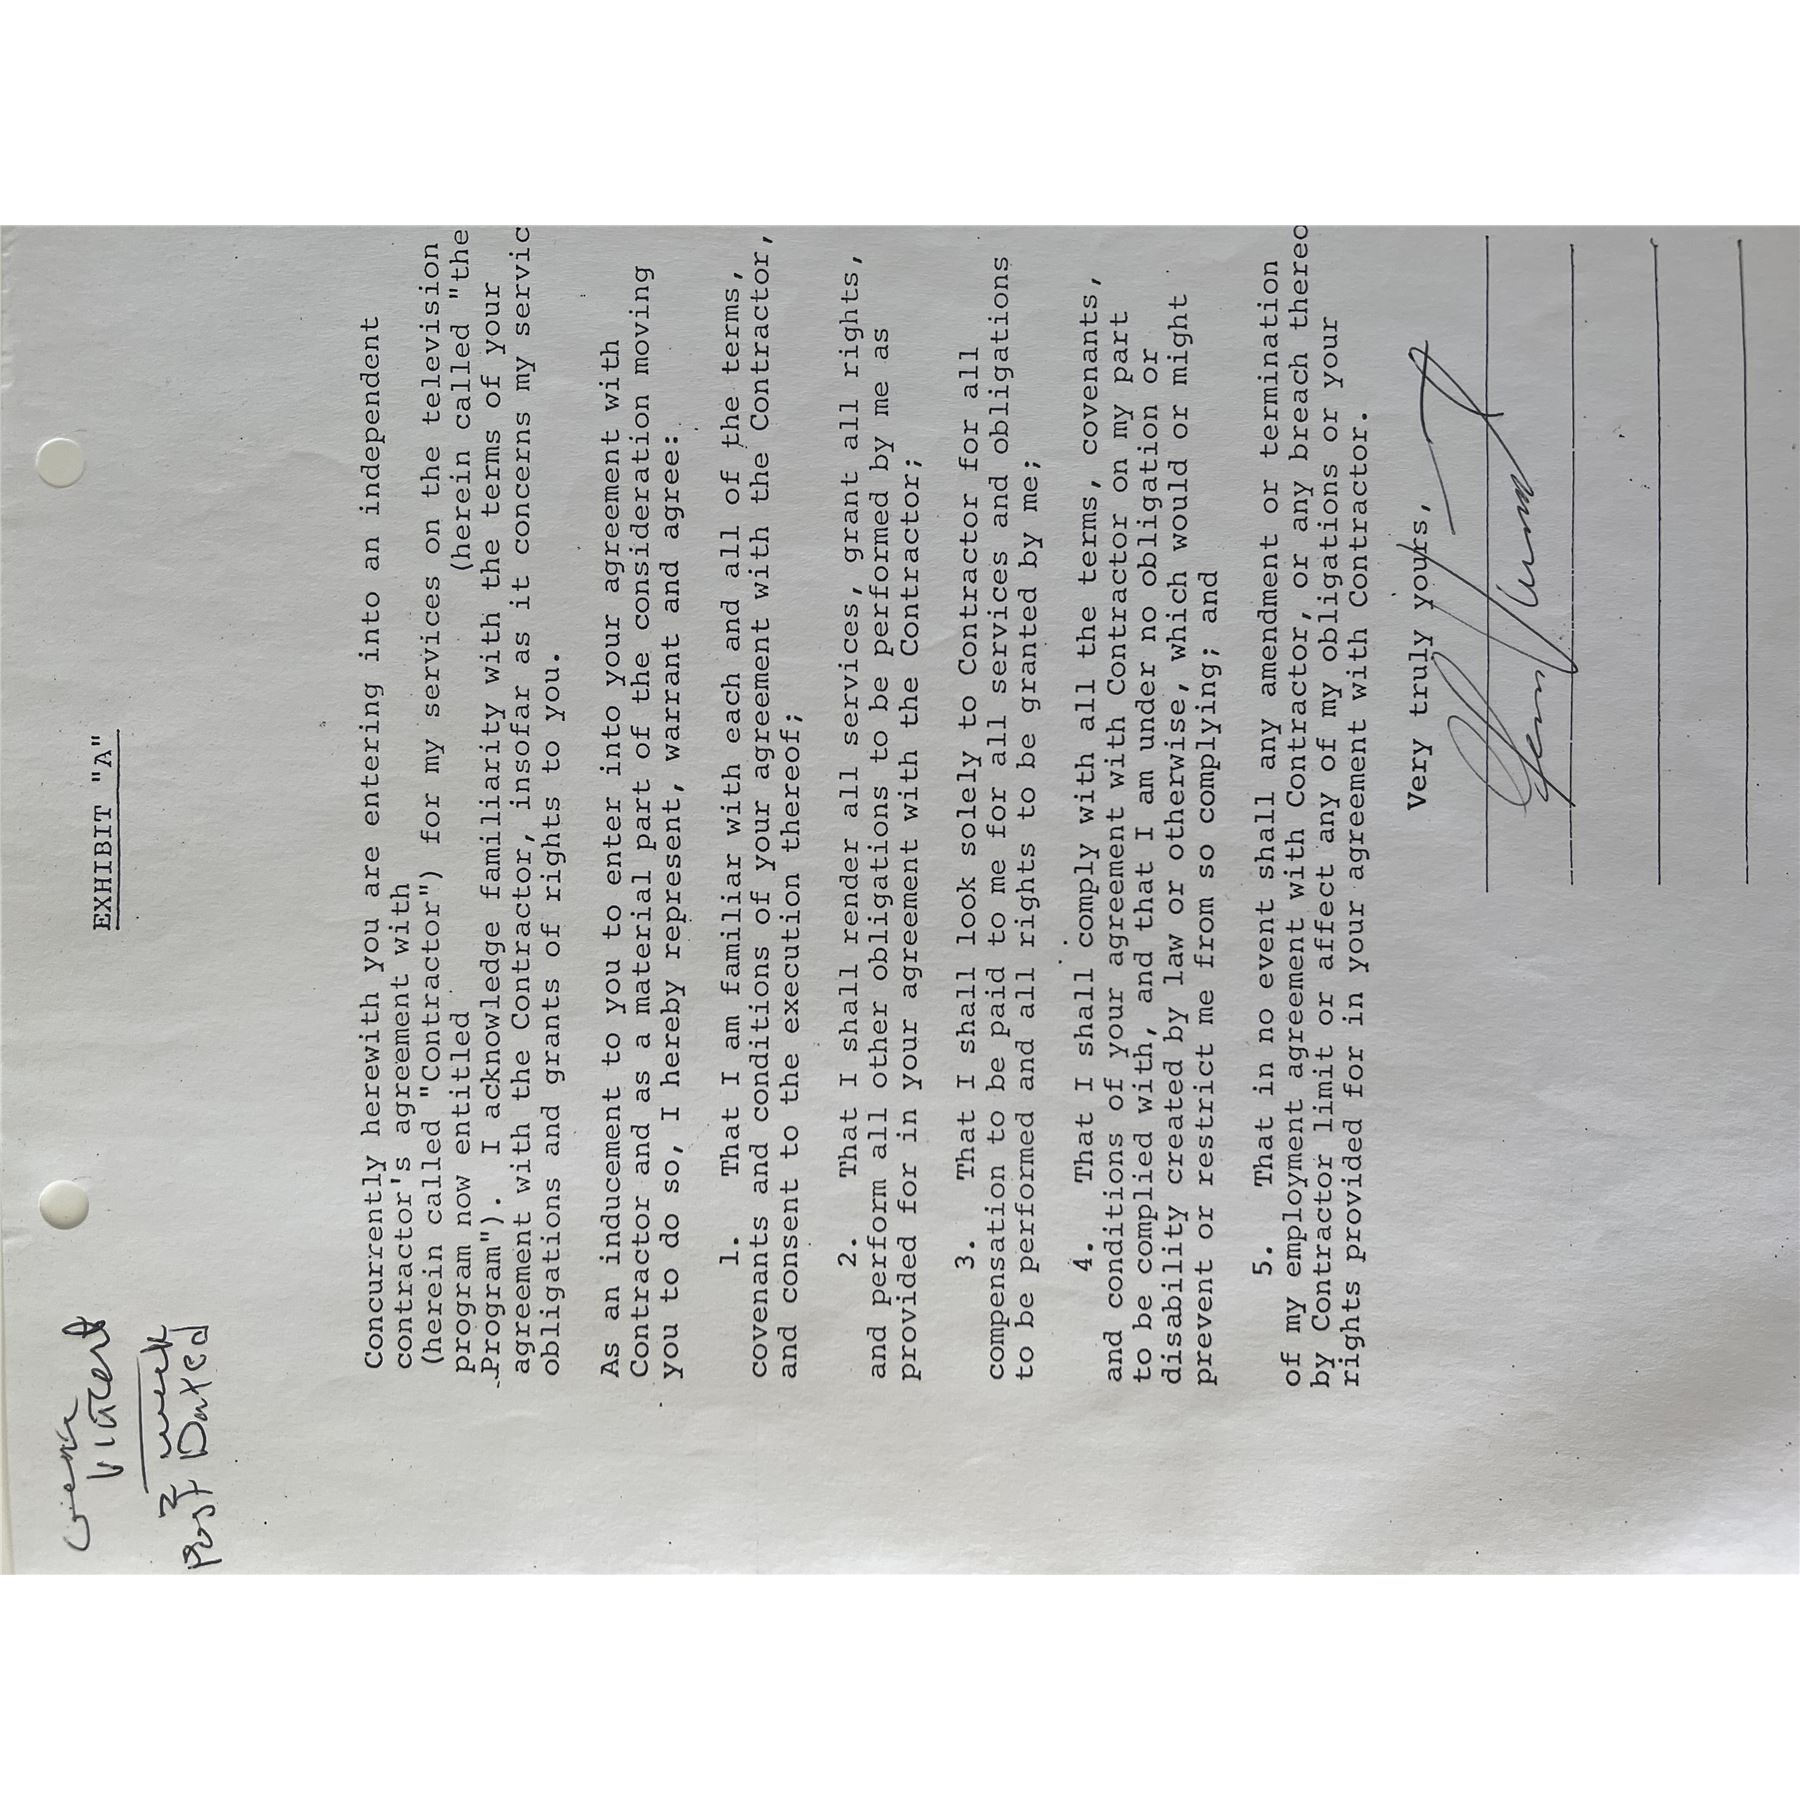 Vincent
2 week
Post Dated
EXHIBIT "A"
Concurrently herewith you are entering into an independent
contractor's agreement with
(herein called "Contractor") for my services on the television
program now entitled (herein called "the
Program"). I acknowledge familiarity with the terms of your
agreement with the Contractor, insofar as it concerns my servic
obligations and grants of rights to you.
As an inducement to you to enter into your agreement with
Contractor and as a material part of the consideration moving
you to do so, I hereby represent, warrant and agree:
1. That I am familiar with each and all of the terms,
covenants and conditions of your agreement with the Contractor,
and consent to the execution thereof;
2. That I shall render all services, grant all rights,
and perform all other obligations to be performed by me as
provided for in your agreement with the Contractor;
3. That I shall look solely to Contractor for all
compensation to be paid to me for all services and obligations
to be performed and all rights to be granted by me;
4. That I shall comply with all the terms, covenants,
and conditions of your agreement with Contractor on my part
to be complied with, and that I am under no obligation or
disability created by law or otherwise, which would or might
prevent or restrict me from so complying; and
5. That in no event shall any amendment or termination
of my employment agreement with Contractor, or any breach thereo
by Contractor limit or affect any of my obligations or your
rights provided for in your agreement with Contractor.
Very truly yours,